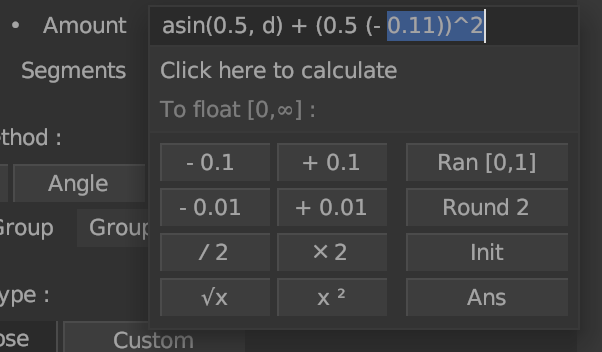 • Amount asin(0.5, d) + (0.5 (- 0.11))^2
Segments Click here to calculate
To float [0,∞] :
thod :
- 0.1 + 0.1 Ran [0,1]
Angle
- 0.01 + 0.01 Round 2
Group Group
/ 2 × 2 Init
ype :
√x x ² Ans
ose Custom